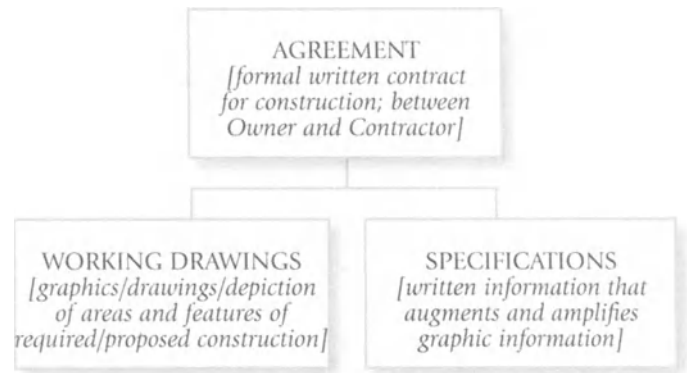 AGREEMENT
[formal written contract
for construction; between
Owner and Contractor]
WORKING DRAWINGS
[graphics/drawings/depiction
of areas and features of
required/proposed construction]
SPECIFICATIONS
[written information that
augments and amplifies
graphic information]